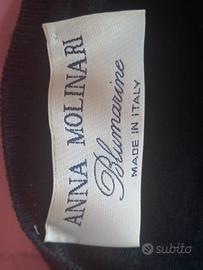 ANNA MOLINARI
Blumarine
MADE IN ITALY
subito